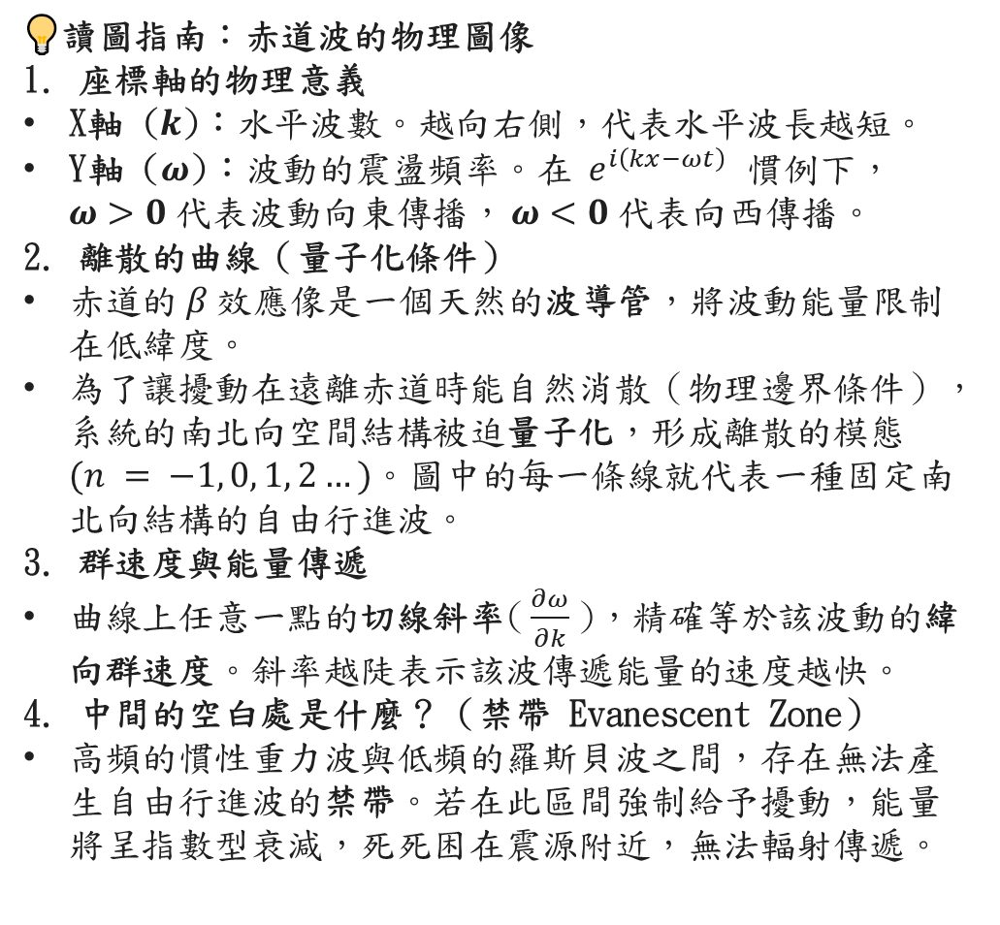 💡讀圖指南：赤道波的物理圖像
1. 座標軸的物理意義
• X軸 (k)：水平波數。越向右側，代表水平波長越短。
• Y軸 (ω)：波動的震盪頻率。在 e^{i(kx−ωt)} 慣例下，
ω > 0 代表波動向東傳播，ω < 0 代表向西傳播。
2. 離散的曲線（量子化條件）
• 赤道的 β 效應像是一個天然的波導管，將波動能量限制
在低緯度。
• 為了讓擾動在遠離赤道時能自然消散（物理邊界條件），
系統的南北向空間結構被迫量子化，形成離散的模態
(n = −1, 0, 1, 2 … )。圖中的每一條線就代表一種固定南
北向結構的自由行進波。
3. 群速度與能量傳遞
• 曲線上任意一點的切線斜率( ∂ω/∂k )，精確等於該波動的緯
向群速度。斜率越陡表示該波傳遞能量的速度越快。
4. 中間的空白處是什麼？（禁帶 Evanescent Zone）
• 高頻的慣性重力波與低頻的羅斯貝波之間，存在無法產
生自由行進波的禁帶。若在此區間強制給予擾動，能量
將呈指數型衰減，死死困在震源附近，無法輻射傳遞。